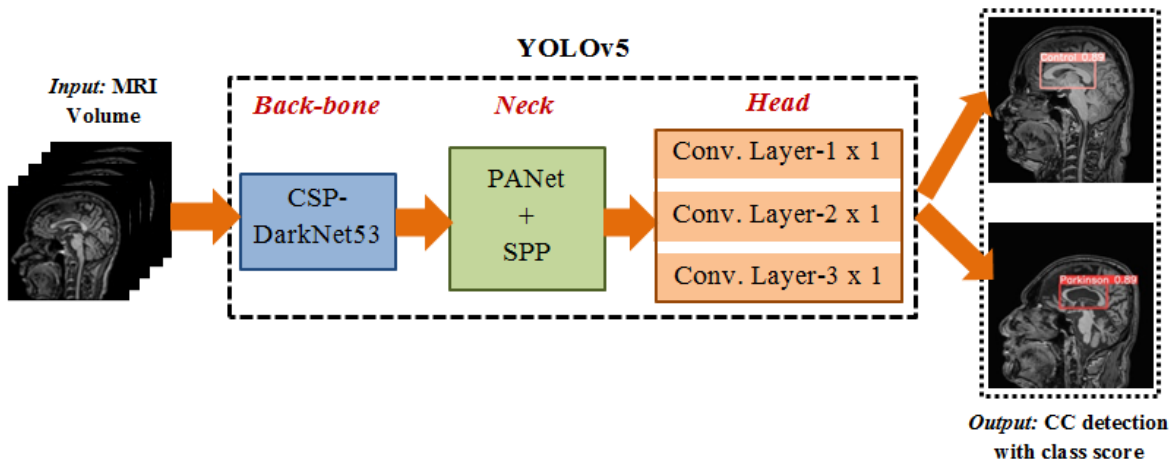 YOLOv5
Input: MRI
Volume
Back-bone
Neck
Head
CSP-
DarkNet53
PANet
+
SPP
Conv. Layer-1 x 1
Conv. Layer-2 x 1
Conv. Layer-3 x 1
Control 0.89
Parkinson 0.89
Output: CC detection
with class score